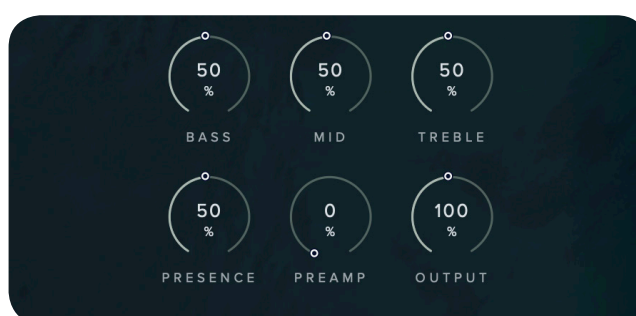 50 50 50
% % %
BASS MID TREBLE
50 0 100
% % %
PRESENCE PREAMP OUTPUT